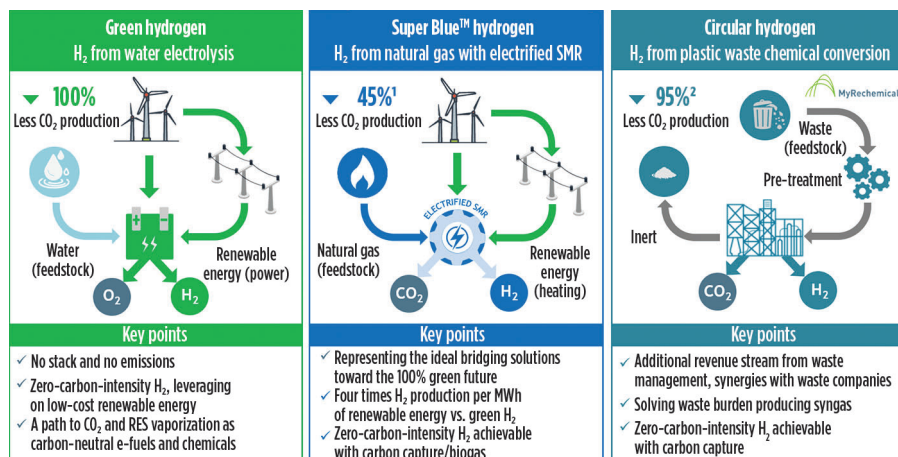 Green hydrogen
H₂ from water electrolysis
100%
Less CO₂ production
Water
(feedstock)
Renewable
energy (power)
O₂
H₂
Key points
✓ No stack and no emissions
✓ Zero-carbon-intensity H₂, leveraging
on low-cost renewable energy
✓ A path to CO₂ and RES vaporization as
carbon-neutral e-fuels and chemicals
Super Blue™ hydrogen
H₂ from natural gas with electrified SMR
45%¹
Less CO₂ production
ELECTRIFIED SMR
Natural gas
(feedstock)
Renewable
energy
(heating)
CO₂
H₂
Key points
✓ Representing the ideal bridging solutions
toward the 100% green future
✓ Four times H₂ production per MWh
of renewable energy vs. green H₂
✓ Zero-carbon-intensity H₂ achievable
with carbon capture/biogas
Circular hydrogen
H₂ from plastic waste chemical conversion
95%²
Less CO₂ production
MyRechemical
Waste
(feedstock)
Pre-treatment
Inert
CO₂
H₂
Key points
✓ Additional revenue stream from waste
management, synergies with waste companies
✓ Solving waste burden producing syngas
✓ Zero-carbon-intensity H₂ achievable
with carbon capture